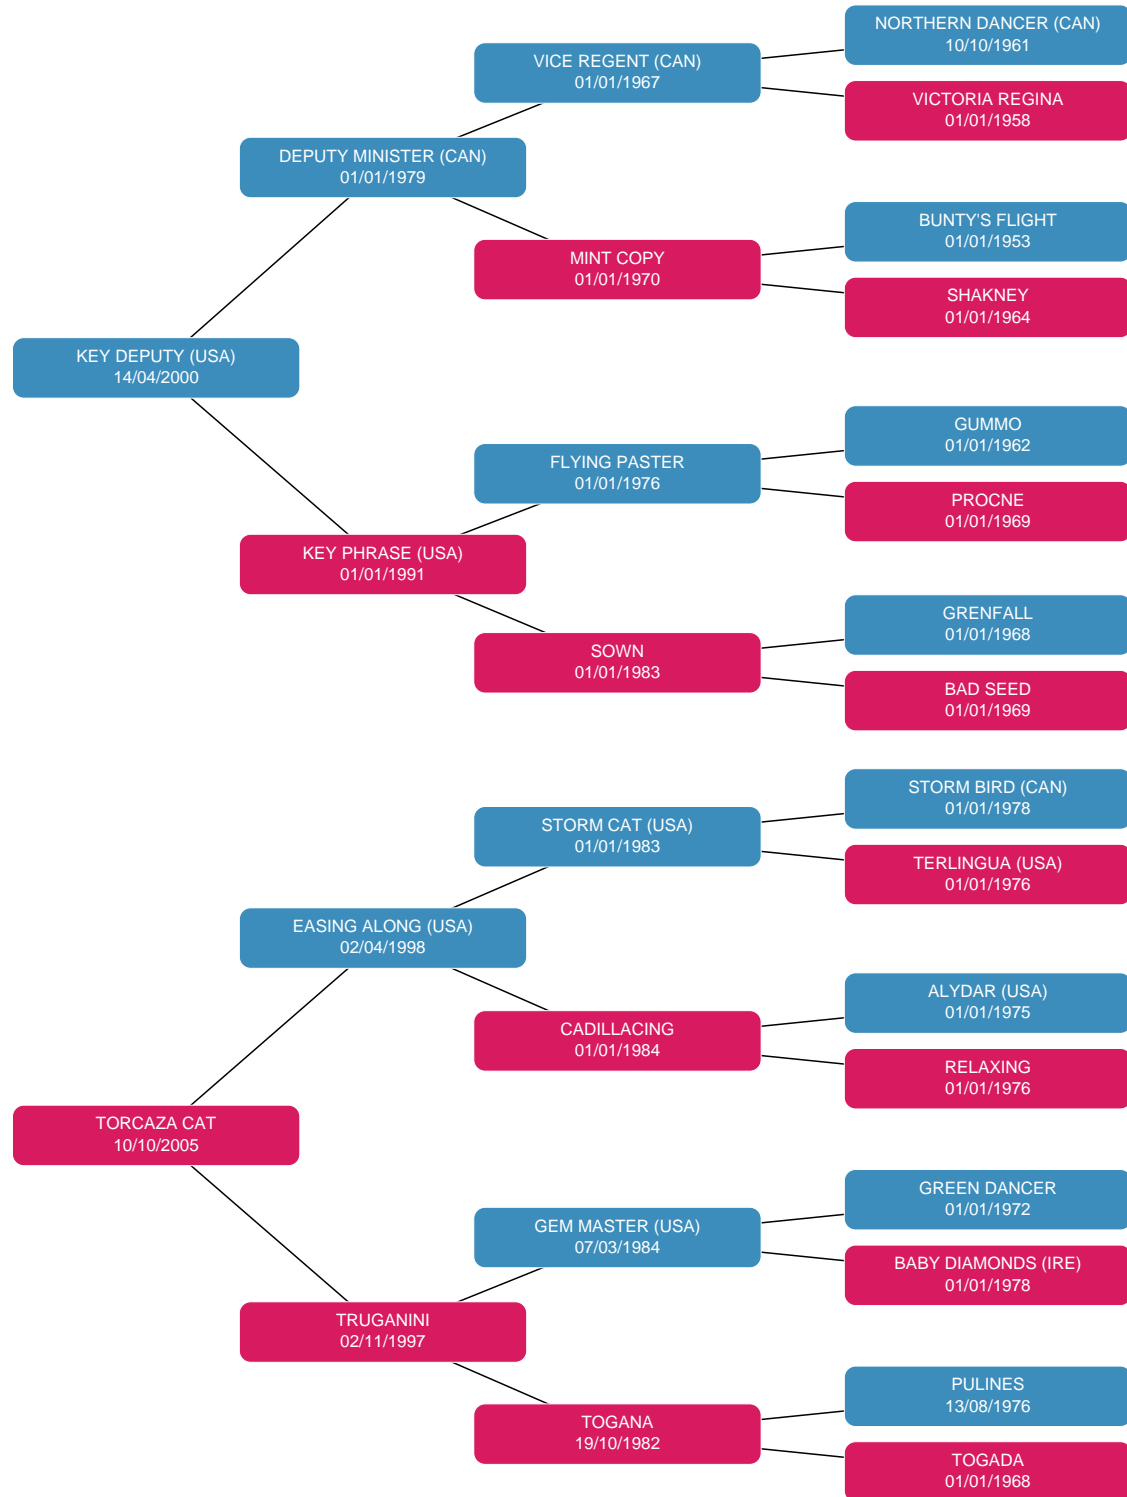 NORTHERN DANCER (CAN)
10/10/1961
VICE REGENT (CAN)
01/01/1967
VICTORIA REGINA
01/01/1958
DEPUTY MINISTER (CAN)
01/01/1979
BUNTY'S FLIGHT
01/01/1953
MINT COPY
01/01/1970
SHAKNEY
01/01/1964
KEY DEPUTY (USA)
14/04/2000
GUMMO
01/01/1962
FLYING PASTER
01/01/1976
PROCNE
01/01/1969
KEY PHRASE (USA)
01/01/1991
GRENFALL
01/01/1968
SOWN
01/01/1983
BAD SEED
01/01/1969
STORM BIRD (CAN)
01/01/1978
STORM CAT (USA)
01/01/1983
TERLINGUA (USA)
01/01/1976
EASING ALONG (USA)
02/04/1998
ALYDAR (USA)
01/01/1975
CADILLACING
01/01/1984
RELAXING
01/01/1976
TORCAZA CAT
10/10/2005
GREEN DANCER
01/01/1972
GEM MASTER (USA)
07/03/1984
BABY DIAMONDS (IRE)
01/01/1978
TRUGANINI
02/11/1997
PULINES
13/08/1976
TOGANA
19/10/1982
TOGADA
01/01/1968